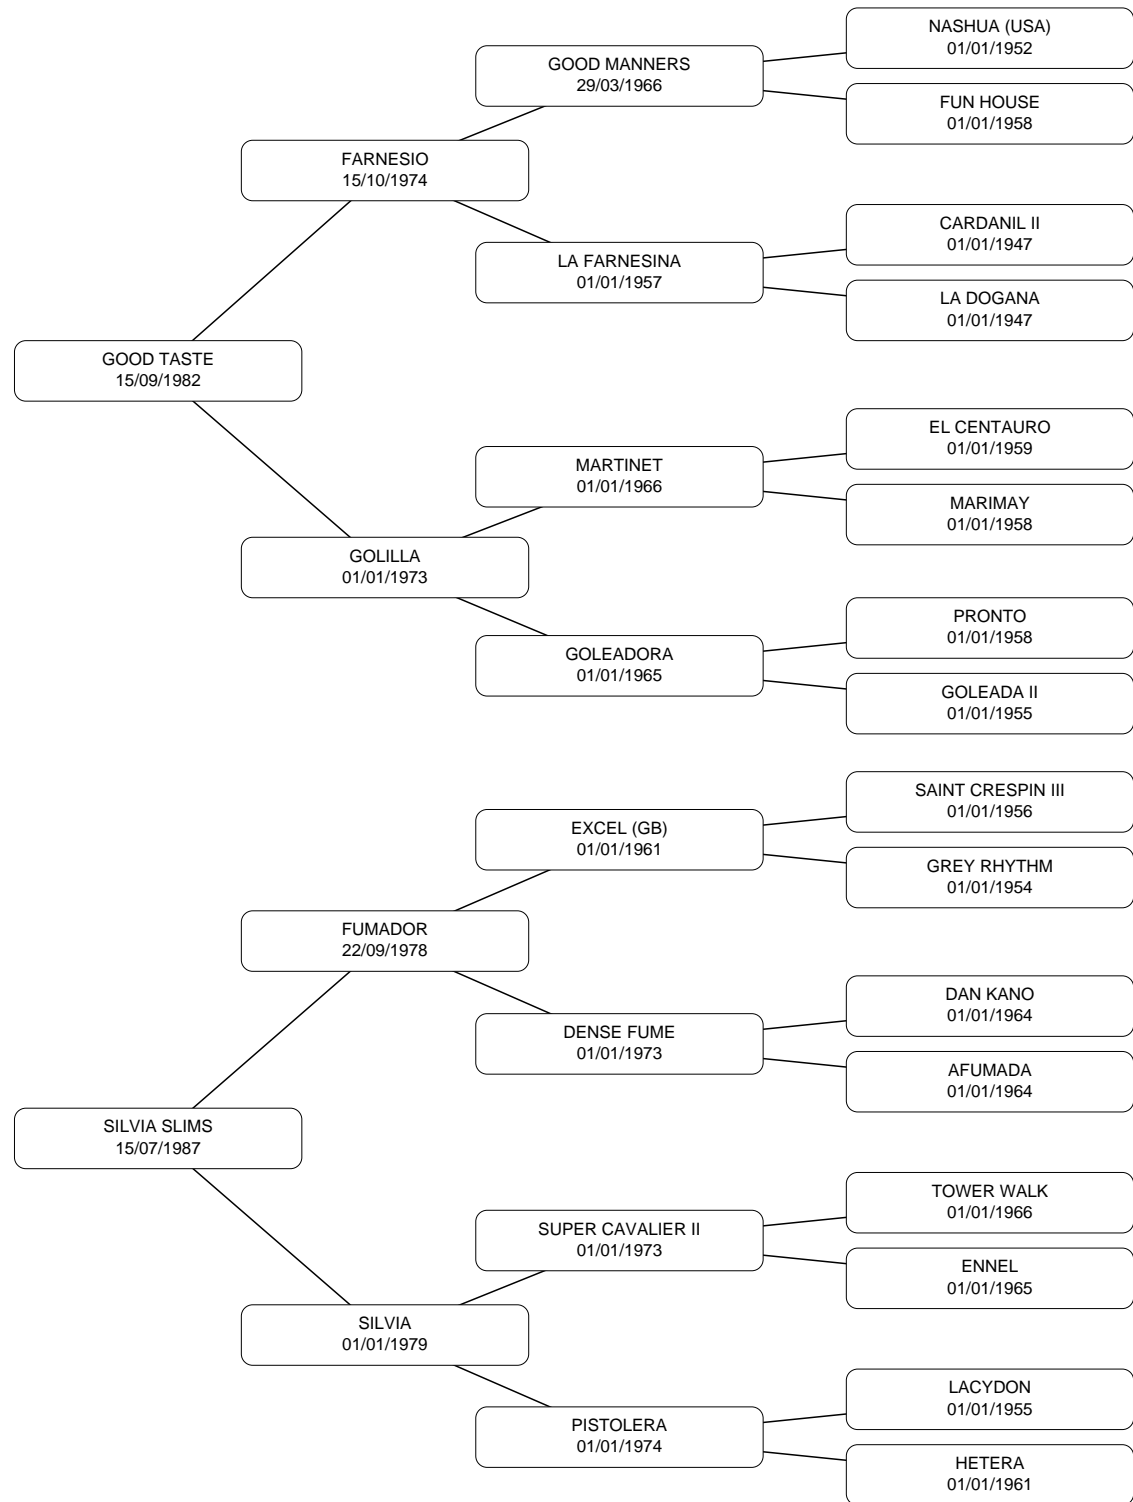 NASHUA (USA)
01/01/1952
GOOD MANNERS
29/03/1966
FUN HOUSE
01/01/1958
FARNESIO
15/10/1974
CARDANIL II
01/01/1947
LA FARNESINA
01/01/1957
LA DOGANA
01/01/1947
GOOD TASTE
15/09/1982
EL CENTAURO
01/01/1959
MARTINET
01/01/1966
MARIMAY
01/01/1958
GOLILLA
01/01/1973
PRONTO
01/01/1958
GOLEADORA
01/01/1965
GOLEADA II
01/01/1955
SAINT CRESPIN III
01/01/1956
EXCEL (GB)
01/01/1961
GREY RHYTHM
01/01/1954
FUMADOR
22/09/1978
DAN KANO
01/01/1964
DENSE FUME
01/01/1973
AFUMADA
01/01/1964
SILVIA SLIMS
15/07/1987
TOWER WALK
01/01/1966
SUPER CAVALIER II
01/01/1973
ENNEL
01/01/1965
SILVIA
01/01/1979
LACYDON
01/01/1955
PISTOLERA
01/01/1974
HETERA
01/01/1961